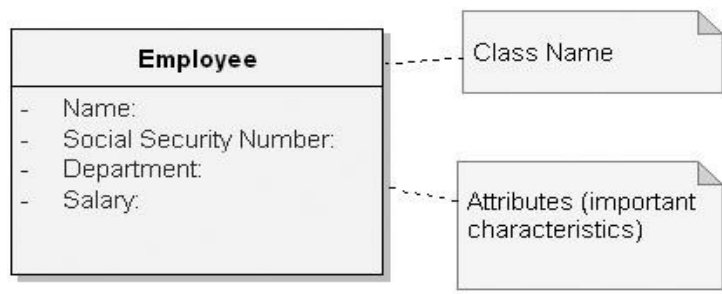 Employee
- Name:
- Social Security Number:
- Department:
- Salary:
Class Name
Attributes (important
characteristics)